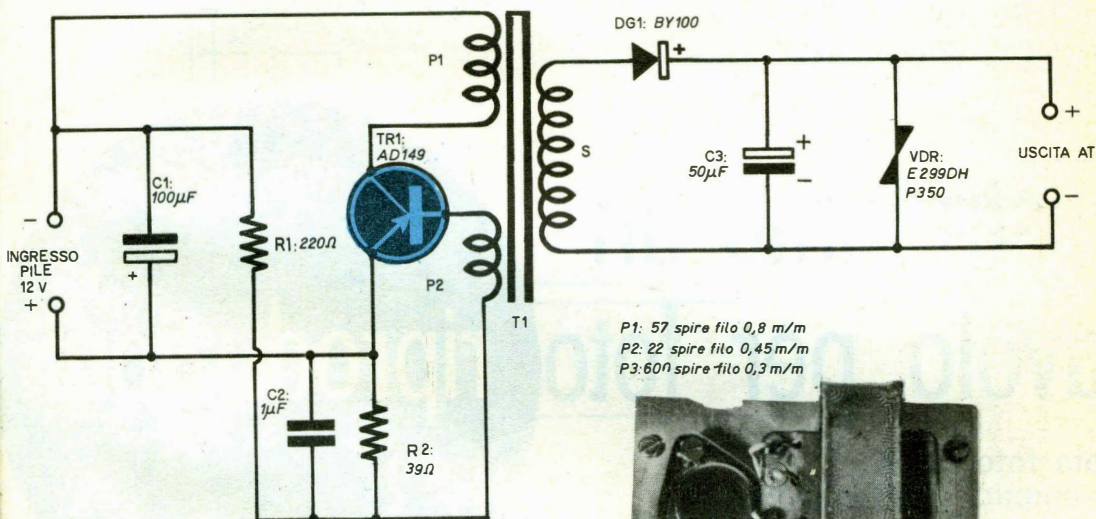 DG1: BY100
+
P1
TR1:
AD149
C1:
100µF
-
INGRESSO
PILE
12 V
+
+
R1: 220Ω
P2
S
C3:
50µF
+
-
VDR:
E299DH
P350
+
USCITA AT
-
T1
C2:
1µF
R2:
39Ω
P1: 57 spire filo 0,8 m/m
P2: 22 spire filo 0,45 m/m
P3: 600 spire filo 0,3 m/m